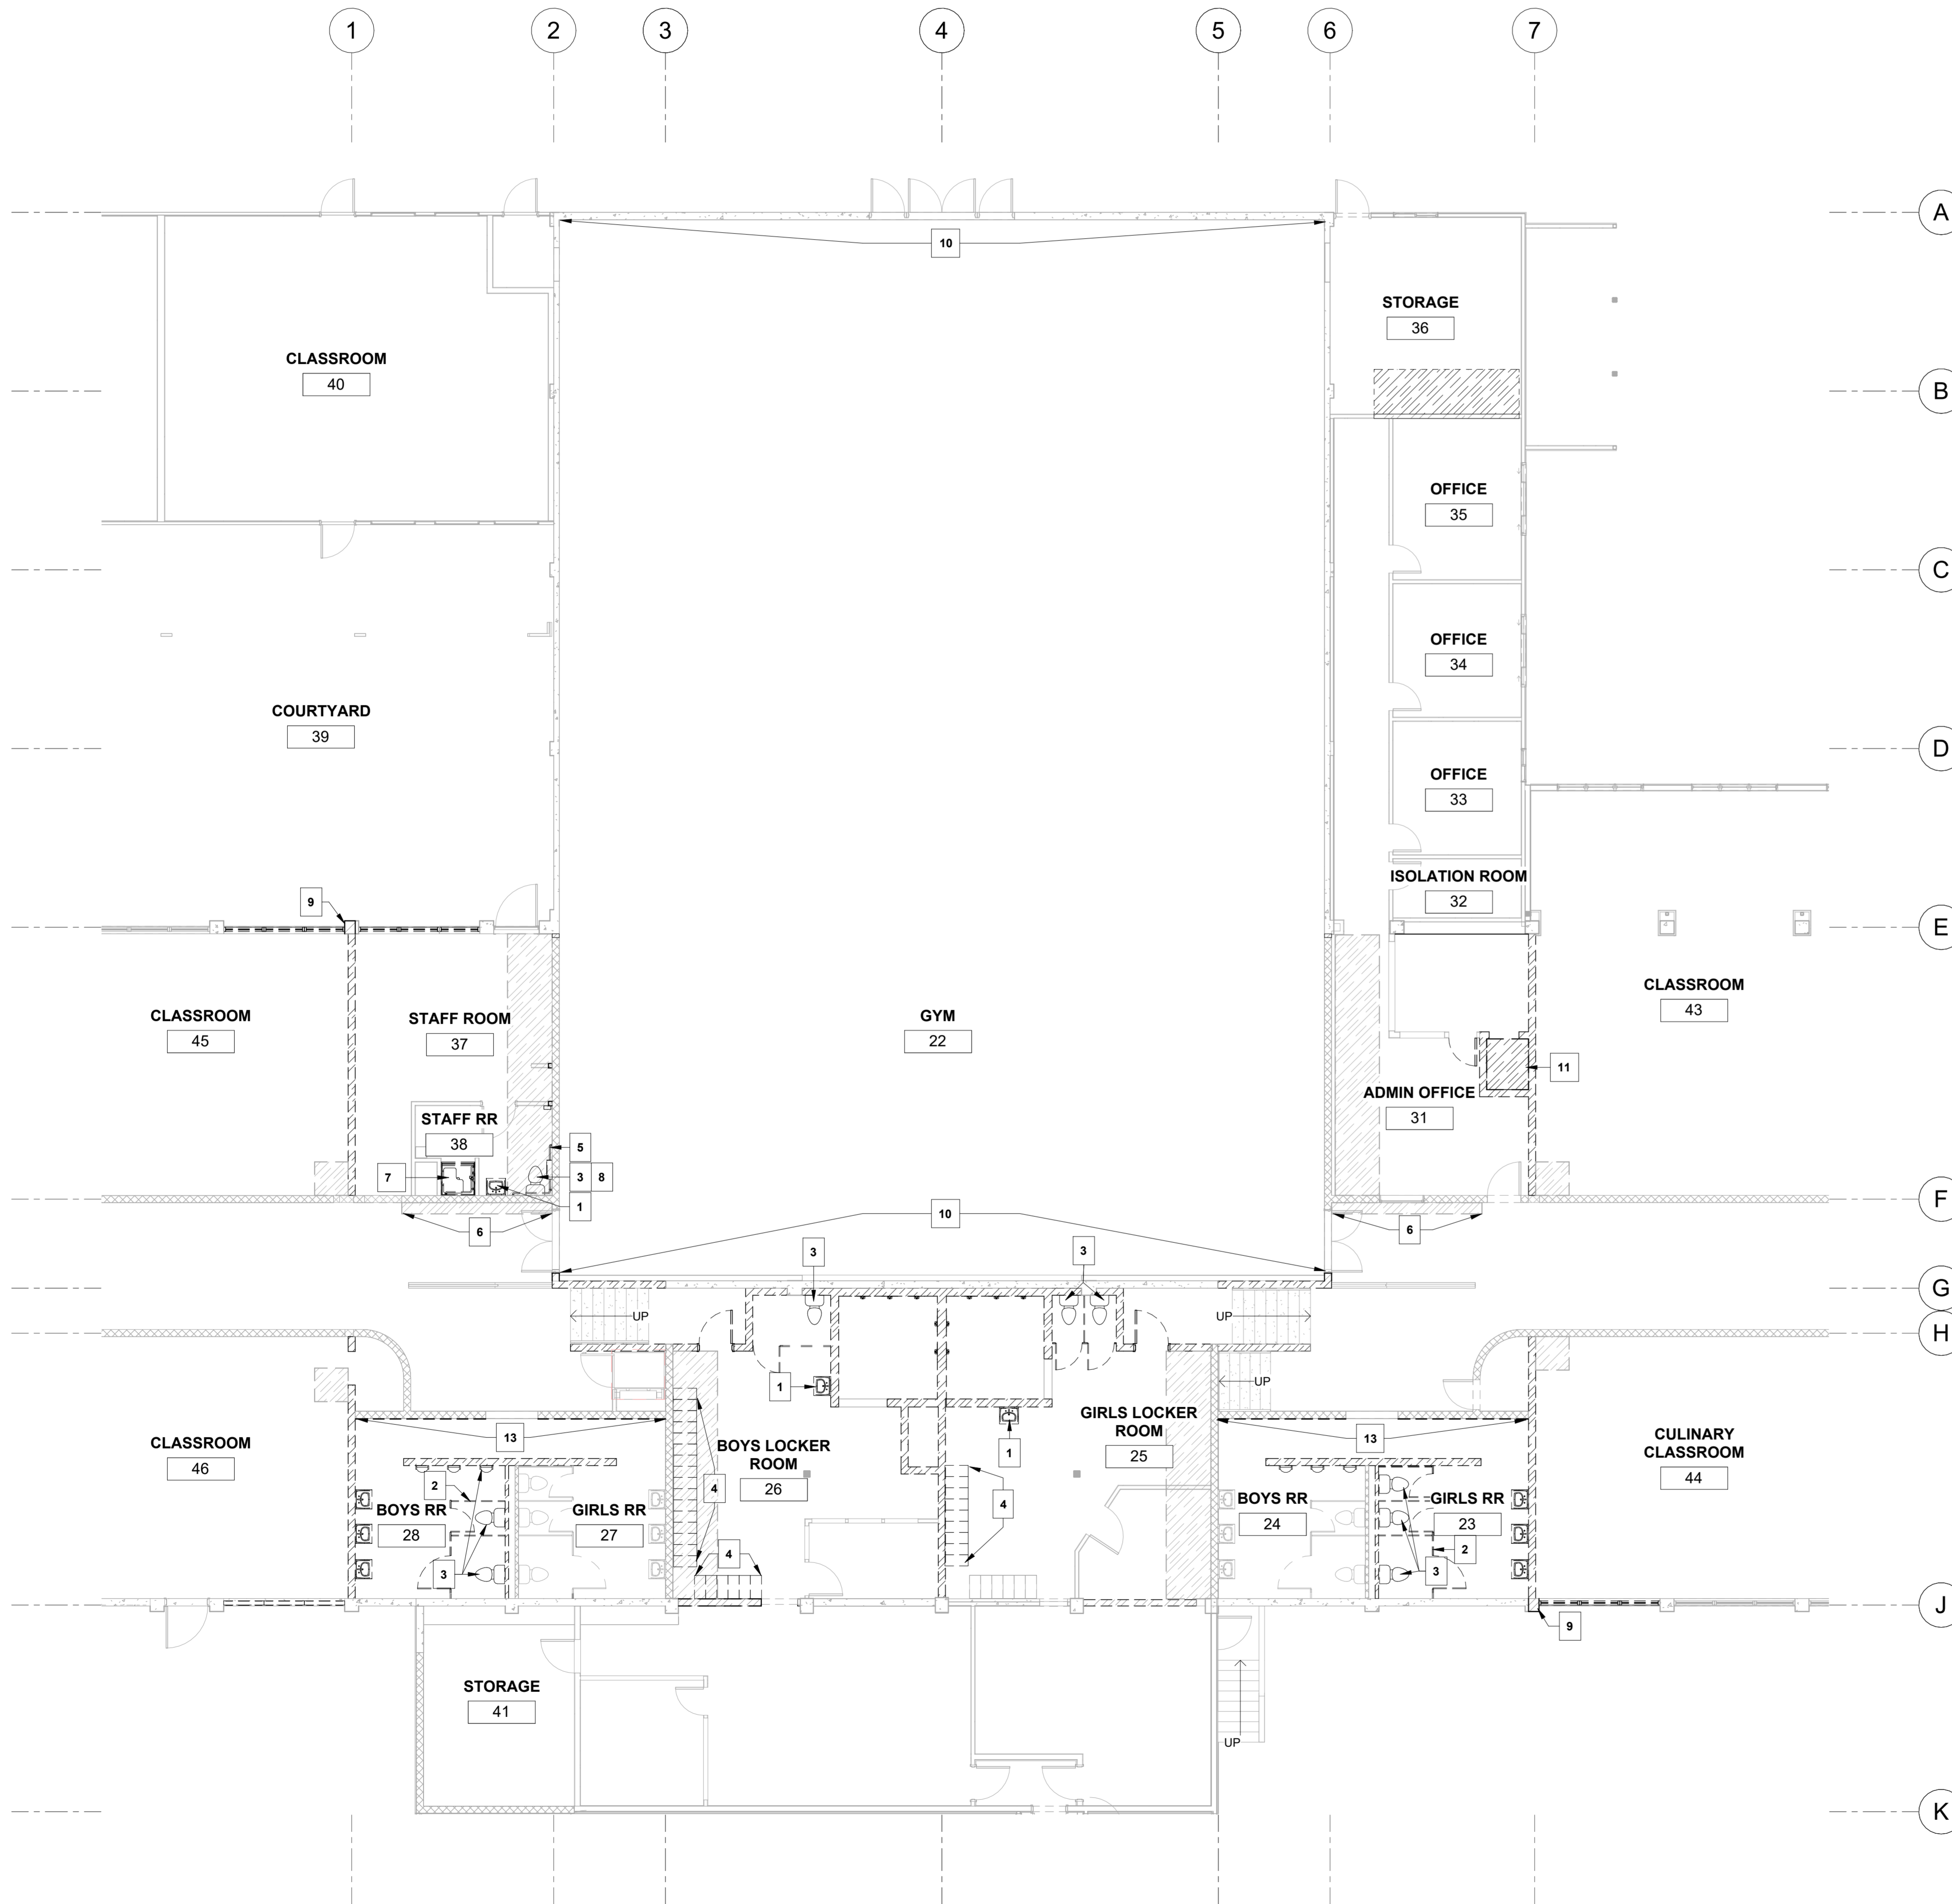 1
2
3
4
5
6
7
A
10
STORAGE
36
CLASSROOM
40
B
OFFICE
35
C
OFFICE
34
COURTYARD
39
D
OFFICE
33
ISOLATION ROOM
32
9
E
CLASSROOM
43
CLASSROOM
45
STAFF ROOM
37
GYM
22
11
ADMIN OFFICE
31
STAFF RR
38
5
7
3
8
1
F
6
10
6
3
3
G
UP
UP
H
1
UP
GIRLS LOCKER
ROOM
25
13
13
CLASSROOM
46
BOYS LOCKER
ROOM
26
1
CULINARY
CLASSROOM
44
2
4
4
BOYS RR
28
GIRLS RR
27
BOYS RR
24
GIRLS RR
23
2
3
4
3
J
9
STORAGE
41
UP
K